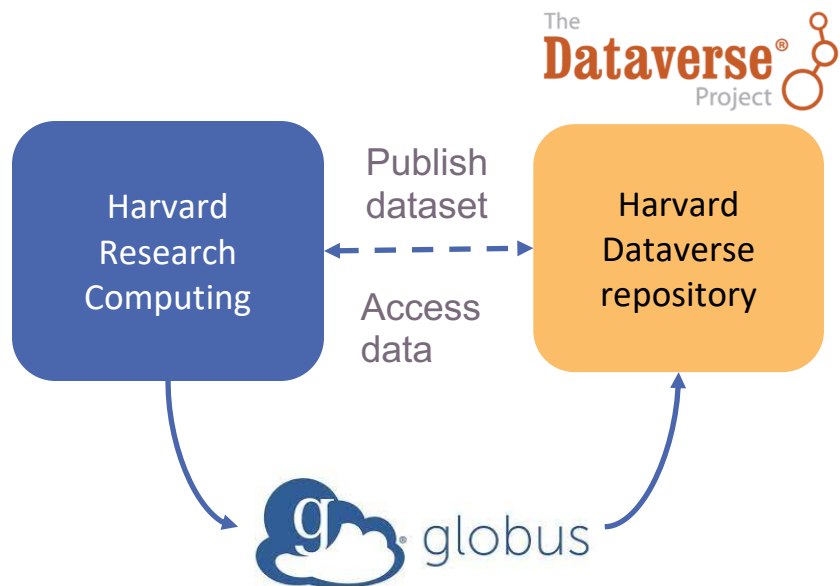 The
Dataverse®
Project
Harvard
Research
Computing
Publish
dataset
Access
data
Harvard
Dataverse
repository
g® globus